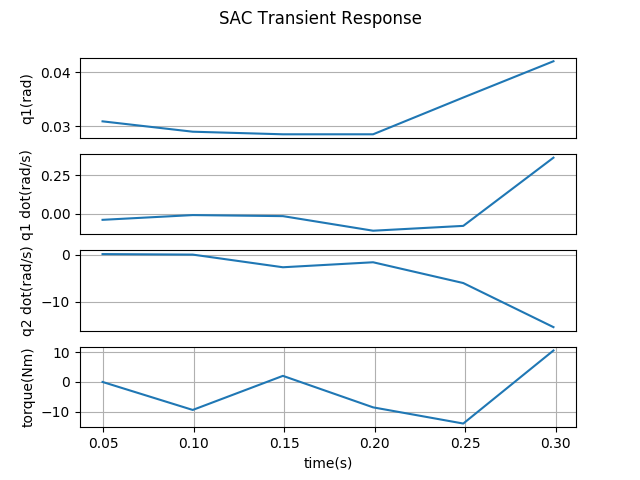 SAC Transient Response
q1(rad)
0.04
0.03
q1 dot(rad/s)
0.25
0.00
q2 dot(rad/s)
0
−10
torque(Nm)
10
0
−10
0.05 0.10 0.15 0.20 0.25 0.30
time(s)